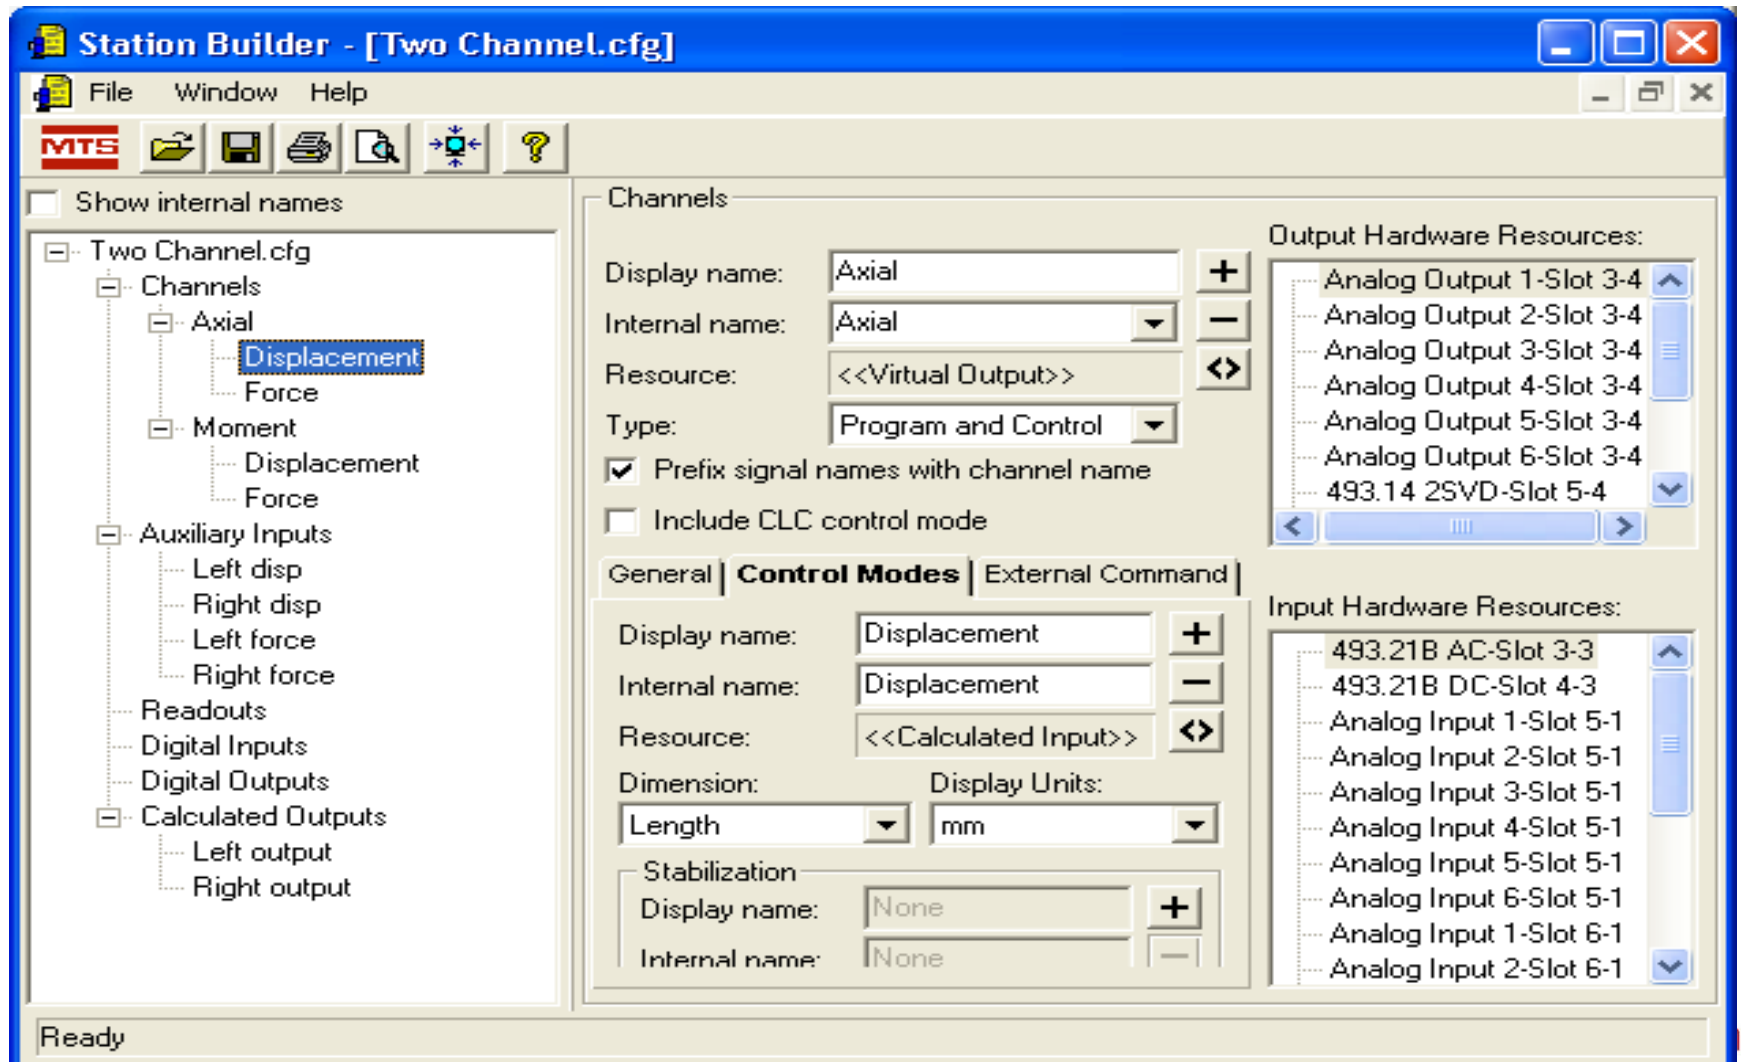 Station Builder - [Two Channel.cfg]
File Window Help
MTS
Show internal names
Two Channel.cfg
Channels
Axial
Displacement
Force
Moment
Displacement
Force
Auxiliary Inputs
Left disp
Right disp
Left force
Right force
Readouts
Digital Inputs
Digital Outputs
Calculated Outputs
Left output
Right output
Channels
Display name: Axial
Internal name: Axial
Resource: <<Virtual Output>>
Type: Program and Control
Prefix signal names with channel name
Include CLC control mode
General Control Modes External Command
Display name: Displacement
Internal name: Displacement
Resource: <<Calculated Input>>
Dimension: Display Units:
Length mm
Stabilization
Display name: None
Internal name: None
Output Hardware Resources:
Analog Output 1-Slot 3-4
Analog Output 2-Slot 3-4
Analog Output 3-Slot 3-4
Analog Output 4-Slot 3-4
Analog Output 5-Slot 3-4
Analog Output 6-Slot 3-4
493.14 2SVD-Slot 5-4
Input Hardware Resources:
493.21B AC-Slot 3-3
493.21B DC-Slot 4-3
Analog Input 1-Slot 5-1
Analog Input 2-Slot 5-1
Analog Input 3-Slot 5-1
Analog Input 4-Slot 5-1
Analog Input 5-Slot 5-1
Analog Input 6-Slot 5-1
Analog Input 1-Slot 6-1
Analog Input 2-Slot 6-1
Ready